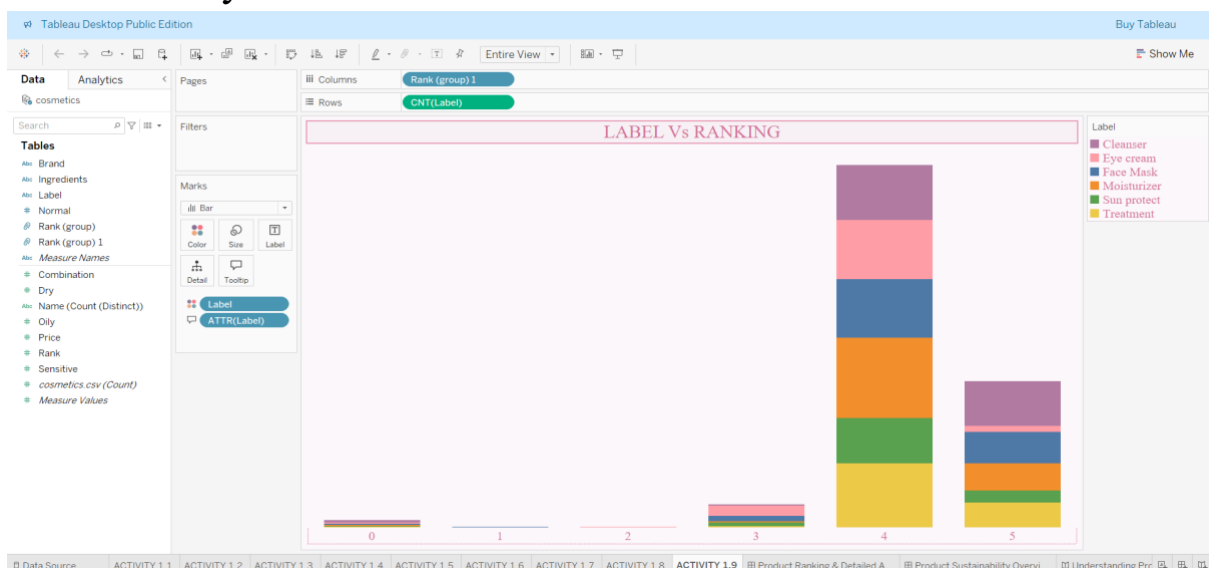 Tableau Desktop Public Edition
Buy Tableau
Entire View
Show Me
Data
Analytics
Pages
Columns
Rank (group) 1
cosmetics
Rows
CNT(Label)
Search
Filters
LABEL Vs RANKING
Label
Cleanser
Eye cream
Face Mask
Moisturizer
Sun protect
Treatment
Tables
Abc Brand
Abc Ingredients
Abc Label
# Normal
Rank (group)
Rank (group) 1
Abc Measure Names
# Combination
# Dry
Abc Name (Count (Distinct))
# Oily
# Price
# Rank
# Sensitive
# cosmetics.csv (Count)
# Measure Values
Marks
Bar
Color
Size
Label
Detail
Tooltip
Label
ATTR(Label)
0 1 2 3 4 5
Data Source ACTIVITY 1.1 ACTIVITY 1.2 ACTIVITY 1.3 ACTIVITY 1.4 ACTIVITY 1.5 ACTIVITY 1.6 ACTIVITY 1.7 ACTIVITY 1.8 ACTIVITY 1.9 Product Ranking & Detailed A... Product Sustainability Overvi... Understanding Prc